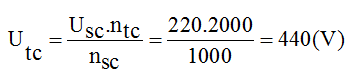 U_tc = U_sc.n_tc / n_sc = 220.2000 / 1000 = 440(V)